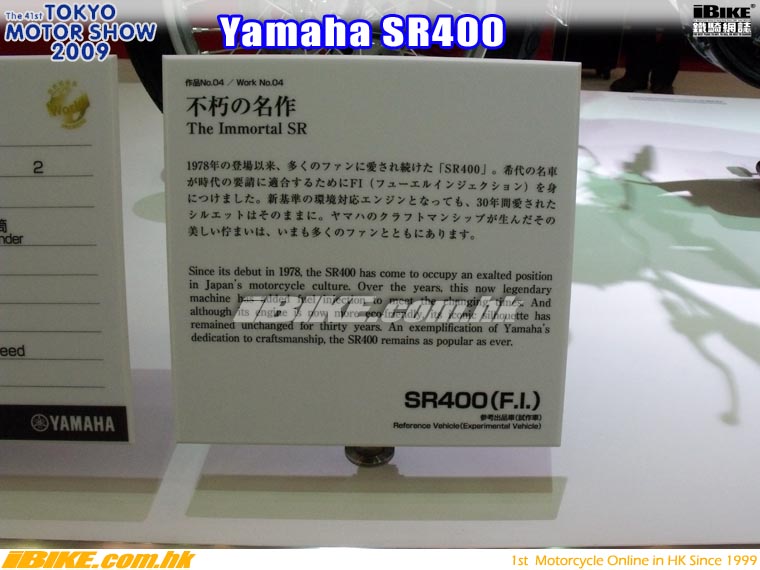 The 41st TOKYO
MOTOR SHOW
2009
Yamaha SR400
iBIKE
鐵騎網誌
World
2
筒
nder
eed
YAMAHA
作品No.04 / Work No.04
不朽の名作
The Immortal SR
1978年の登場以来、多くのファンに愛され続けた「SR400」。希代の名車
が時代の要請に適合するためにFI（フューエルインジェクション）を身
につけました。新基準の環境対応エンジンとなっても、30年間愛された
シルエットはそのままに。ヤマハのクラフトマンシップが生んだその
美しい佇まいは、いまも多くのファンとともにあります。
Since its debut in 1978, the SR400 has come to occupy an exalted position
in Japan's motorcycle culture. Over the years, this now legendary
machine has added fuel injection to meet the changing times. And
although its engine is now more eco-friendly, its iconic silhouette has
remained unchanged for thirty years. An exemplification of Yamaha's
dedication to craftsmanship, the SR400 remains as popular as ever.
iBIKE.com.hk
SR400(F.I.)
参考出品車(試作車)
Reference Vehicle(Experimental Vehicle)
iBIKE.com.hk
1st Motorcycle Online in HK Since 1999